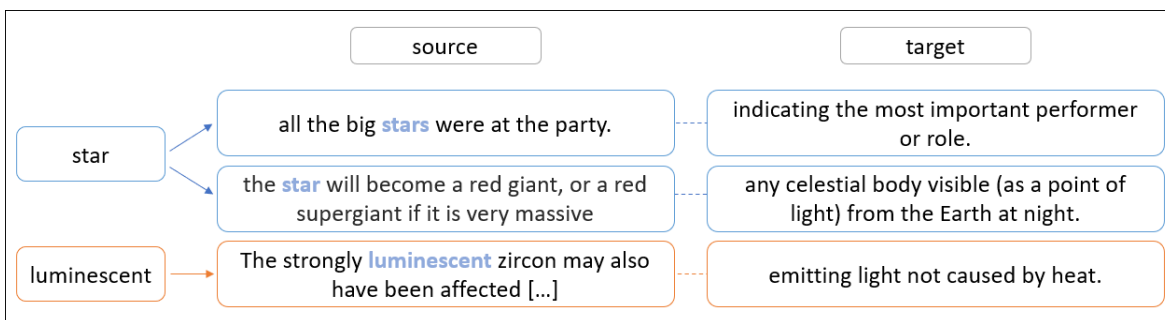 source
target
star
all the big stars were at the party.
indicating the most important performer
or role.
the star will become a red giant, or a red
supergiant if it is very massive
any celestial body visible (as a point of
light) from the Earth at night.
luminescent
The strongly luminescent zircon may also
have been affected […]
emitting light not caused by heat.